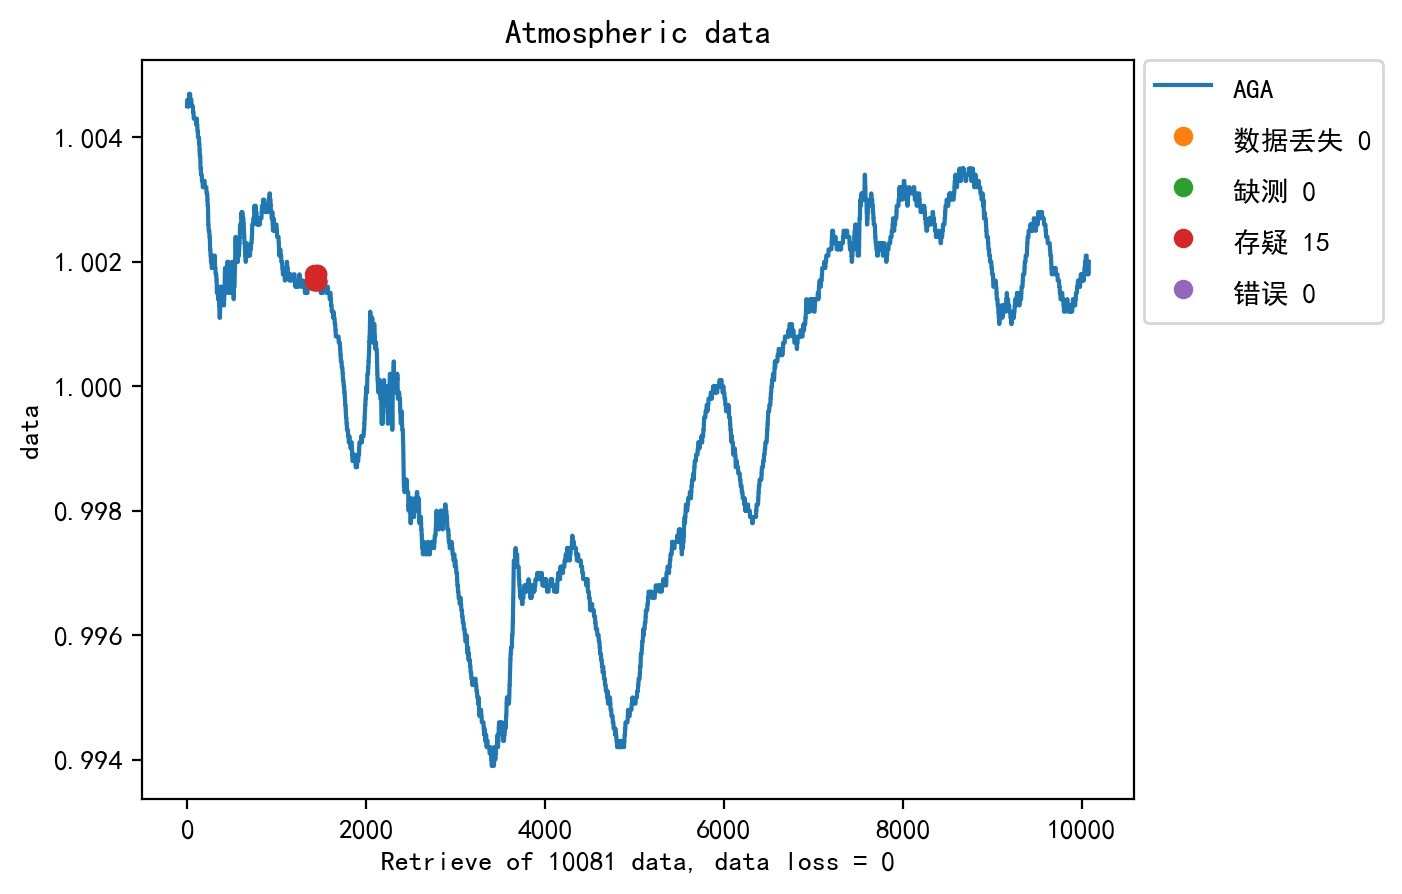 Atmospheric data
AGA
数据丢失 0
缺测 0
存疑 15
错误 0
1.004
1.002
1.000
0.998
0.996
0.994
data
0
2000
4000
6000
8000
10000
Retrieve of 10081 data, data loss = 0